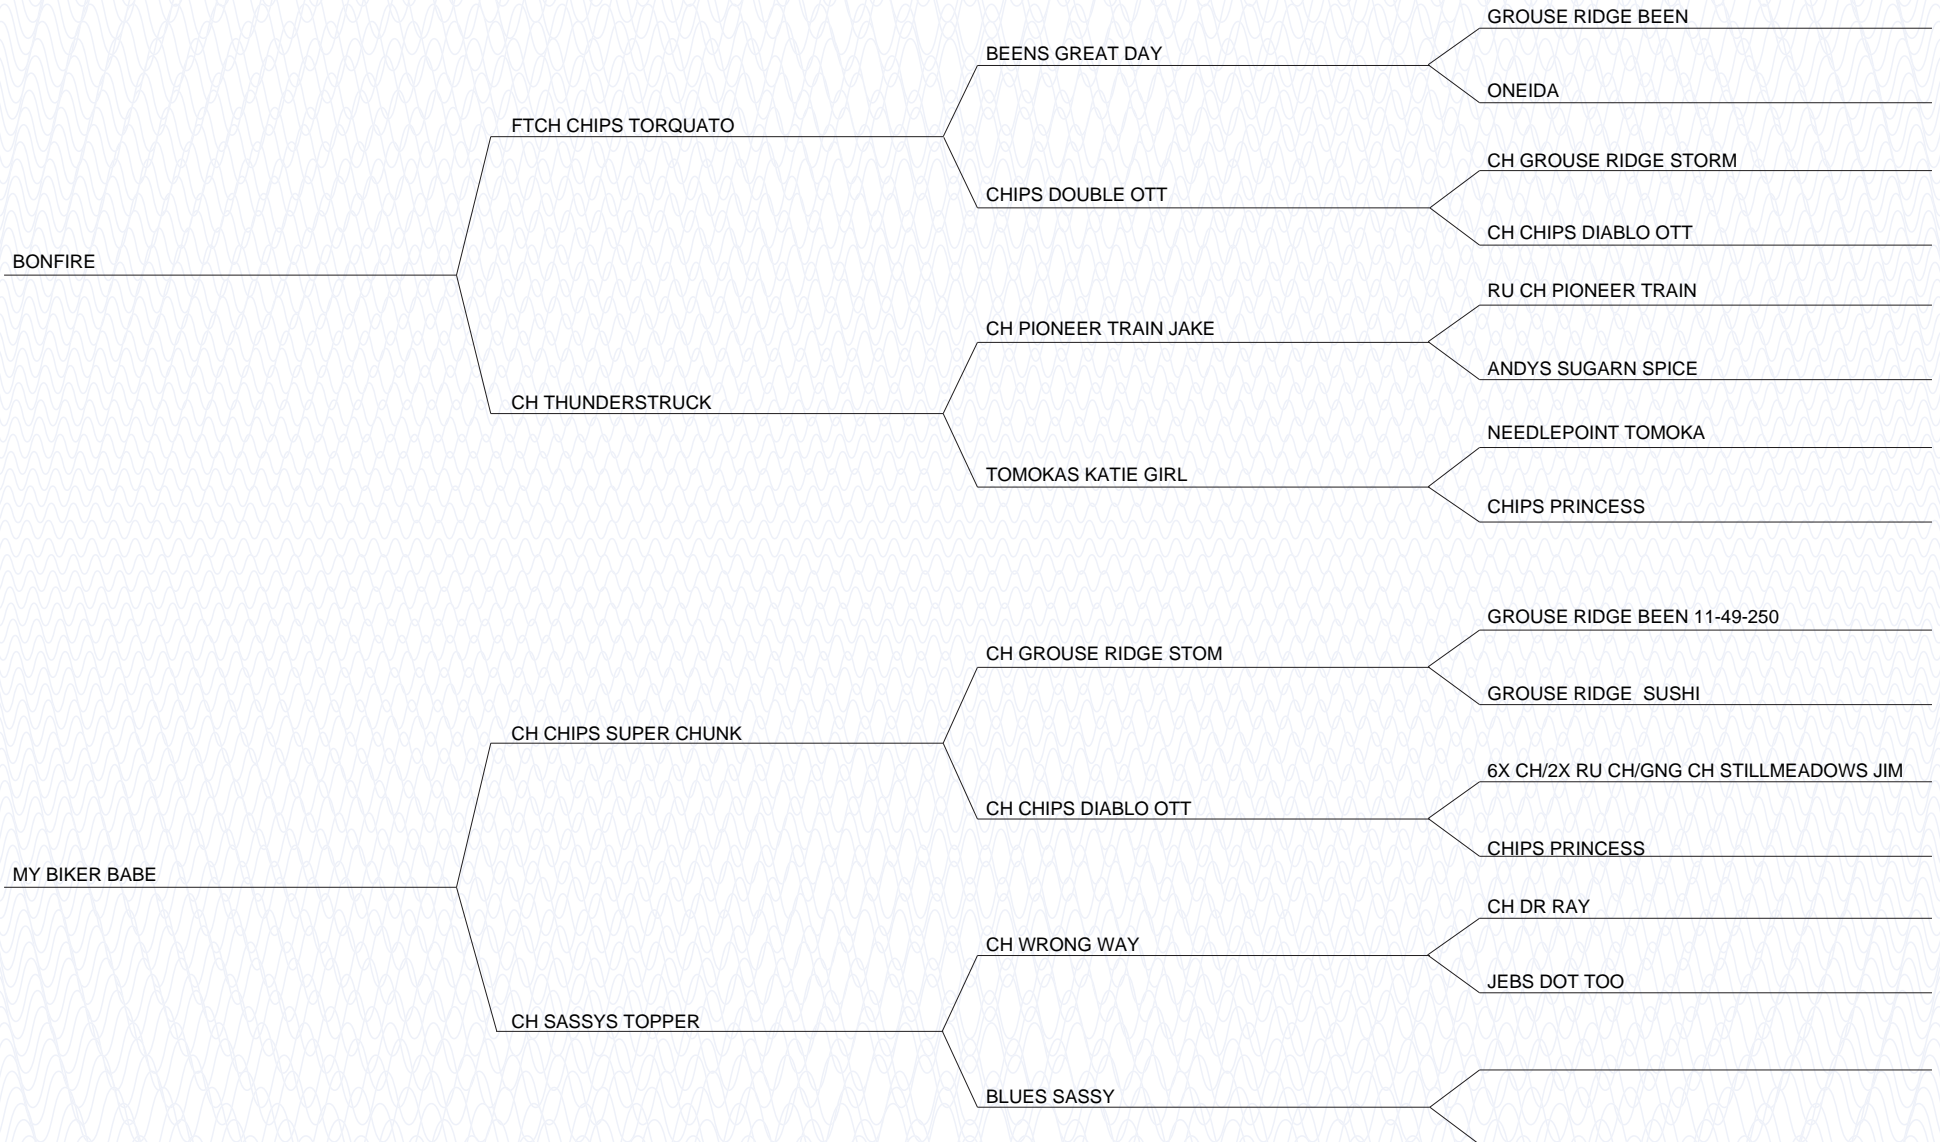 GROUSE RIDGE BEEN
BEENS GREAT DAY
ONEIDA
FTCH CHIPS TORQUATO
CH GROUSE RIDGE STORM
CHIPS DOUBLE OTT
CH CHIPS DIABLO OTT
BONFIRE
RU CH PIONEER TRAIN
CH PIONEER TRAIN JAKE
ANDYS SUGARN SPICE
CH THUNDERSTRUCK
NEEDLEPOINT TOMOKA
TOMOKAS KATIE GIRL
CHIPS PRINCESS
GROUSE RIDGE BEEN 11-49-250
CH GROUSE RIDGE STOM
GROUSE RIDGE  SUSHI
CH CHIPS SUPER CHUNK
6X CH/2X RU CH/GNG CH STILLMEADOWS JIM
CH CHIPS DIABLO OTT
CHIPS PRINCESS
MY BIKER BABE
CH DR RAY
CH WRONG WAY
JEBS DOT TOO
CH SASSYS TOPPER
BLUES SASSY